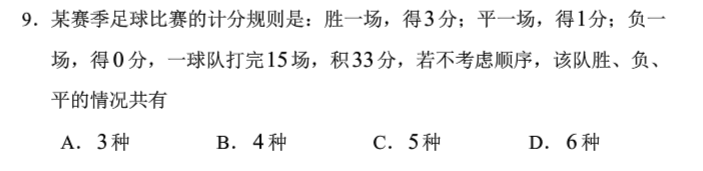 9．某赛季足球比赛的计分规则是：胜一场，得3分；平一场，得1分；负一
场，得0分，一球队打完15场，积33分，若不考虑顺序，该队胜、负、
平的情况共有
A．3种 B．4种 C．5种 D．6种